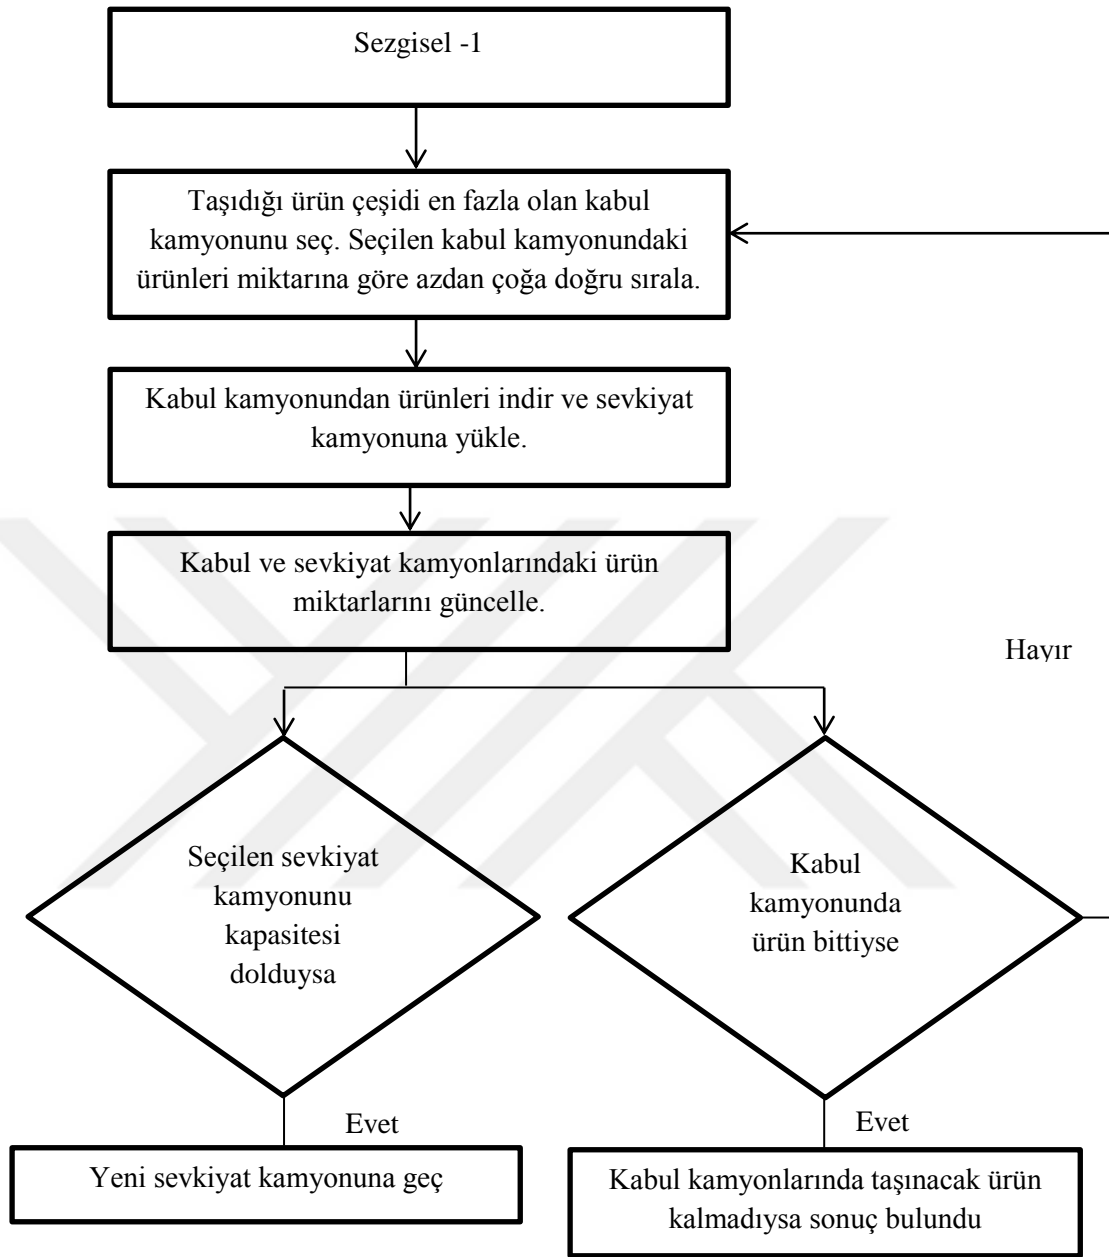 Sezgisel -1
Taşıdığı ürün çeşidi en fazla olan kabul
kamyonunu seç. Seçilen kabul kamyonundaki
ürünleri miktarına göre azdan çoğa doğru sırala.
Kabul kamyonundan ürünleri indir ve sevkiyat
kamyonuna yükle.
Kabul ve sevkiyat kamyonlarındaki ürün
miktarlarını güncelle.
Hayır
Seçilen sevkiyat
kamyonunu
kapasitesi
dolduysa
Kabul
kamyonunda
ürün bittiyse
Evet
Evet
Yeni sevkiyat kamyonuna geç
Kabul kamyonlarında taşınacak ürün
kalmadıysa sonuç bulundu